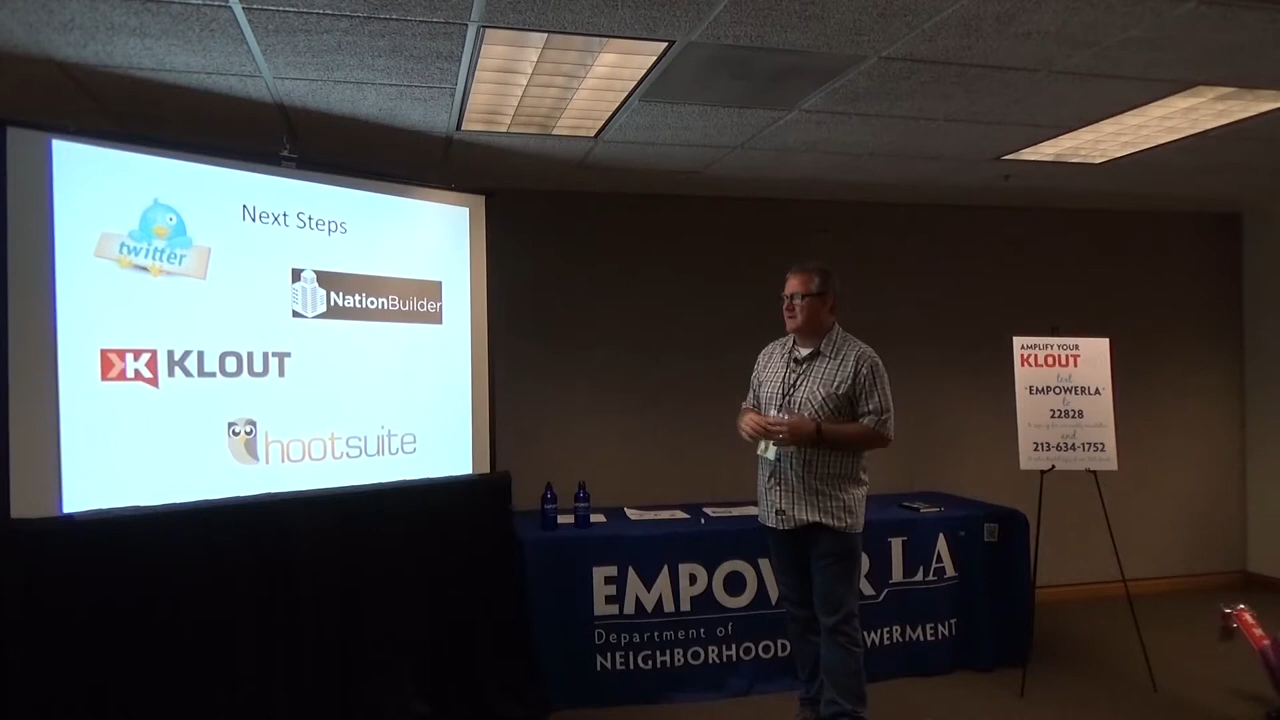 Next Steps
twitter
NationBuilder
KLOUT
hootsuite
AMPLIFY YOUR
KLOUT
text
"EMPOWERLA"
to
22828
and
213-634-1752
EMPOWER LA
Department of
NEIGHBORHOOD WERMENT